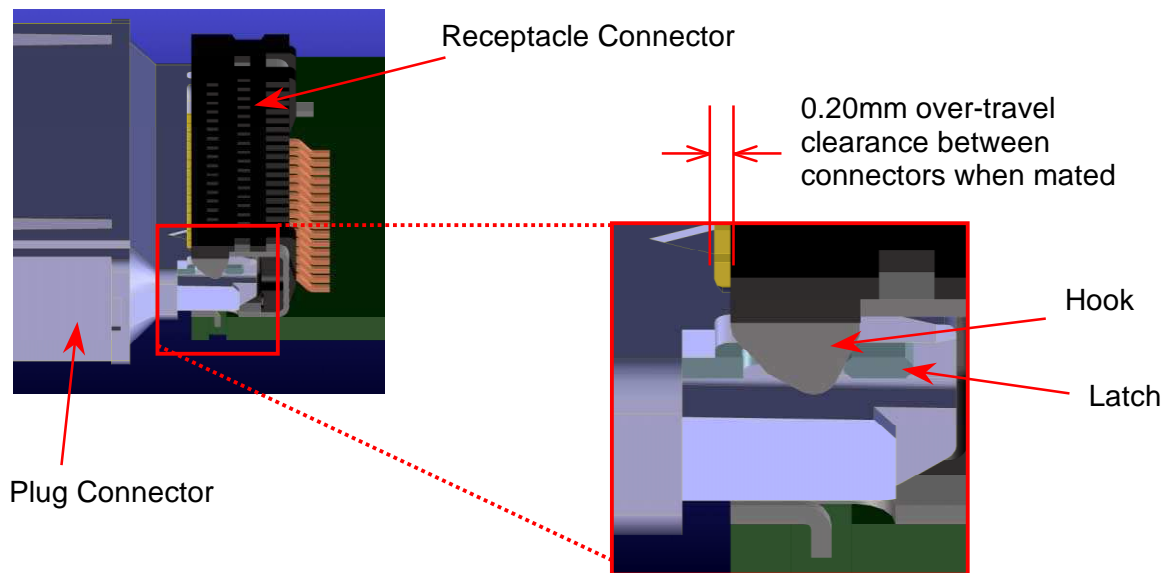 Receptacle Connector
0.20mm over-travel
clearance between
connectors when mated
Hook
Latch
Plug Connector